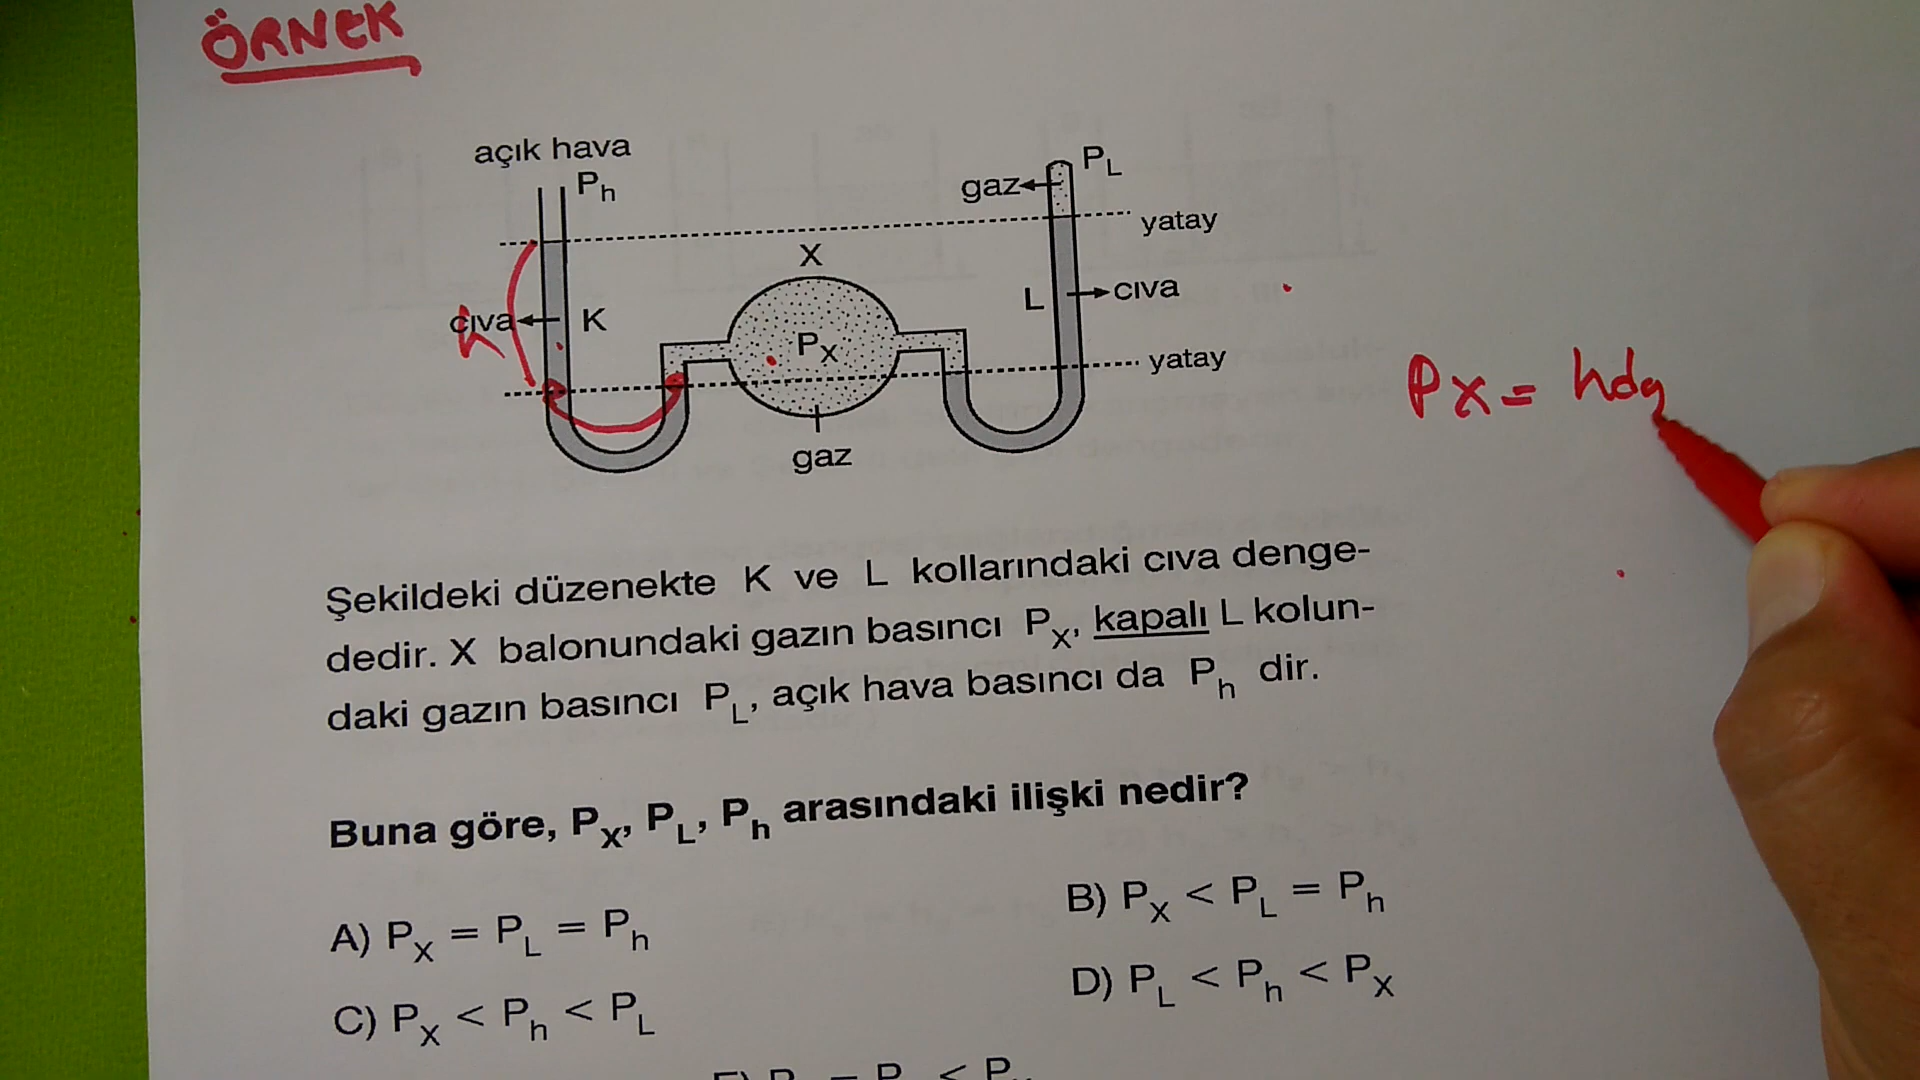 ÖRNEK
açık hava
Ph
PL
gaz
yatay
X
cıva
K
h
L
cıva
PX
yatay
PX = hdg
gaz
Şekildeki düzenekte K ve L kollarındaki cıva denge-
dedir. X balonundaki gazın basıncı PX, kapalı L kolun-
daki gazın basıncı PL, açık hava basıncı da Ph dir.
Buna göre, PX, PL, Ph arasındaki ilişki nedir?
A) PX = PL = Ph
B) PX < PL = Ph
C) PX < Ph < PL
D) PL < Ph < PX